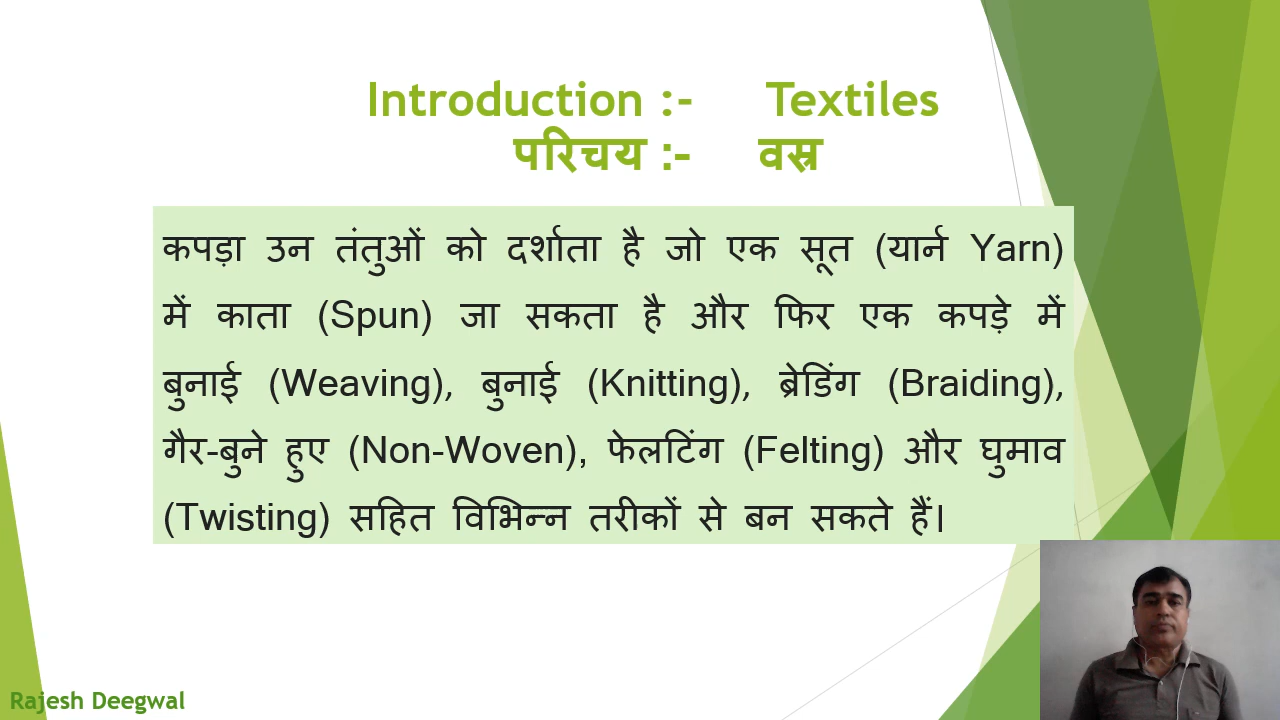 Introduction :- Textiles
परिचय :- वस्र
कपड़ा उन तंतुओं को दर्शाता है जो एक सूत (यार्न Yarn)
में काता (Spun) जा सकता है और फिर एक कपड़े में
बुनाई (Weaving), बुनाई (Knitting), ब्रेडिंग (Braiding),
गैर-बुने हुए (Non-Woven), फेलटिंग (Felting) और घुमाव
(Twisting) सहित विभिन्न तरीकों से बन सकते हैं।
Rajesh Deegwal